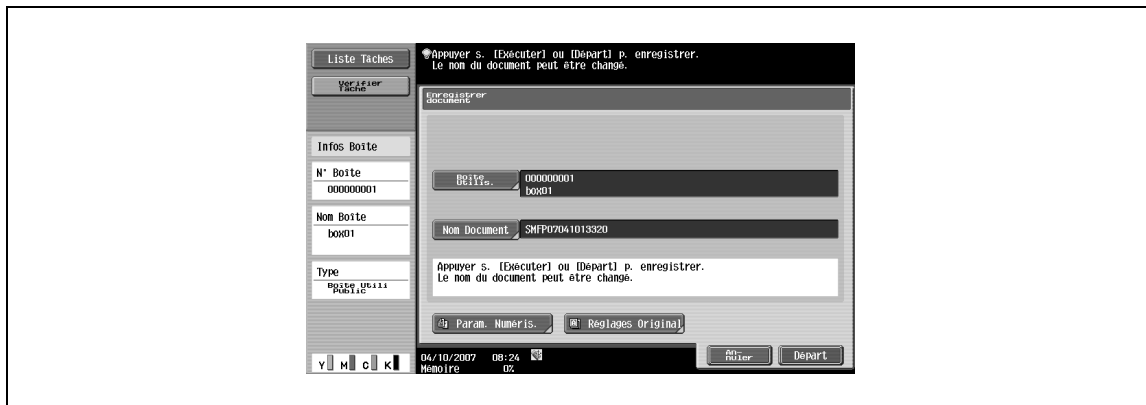 Liste Tâches
Vérifier
Tâche
Infos Boîte
N° Boîte
000000001
Nom Boîte
box01
Type
Boîte Utili
Public
Y M C K
Appuyer s. [Exécuter] ou [Départ] p. enregistrer.
Le nom du document peut être changé.
Enregistrer
document
Boîte
Utilis.
000000001
box01
Nom Document
SMFP07041013320
Appuyer s. [Exécuter] ou [Départ] p. enregistrer.
Le nom du document peut être changé.
Param. Numéris.
Réglages Original
04/10/2007 08:24
Mémoire 0%
An-
nuler
Départ